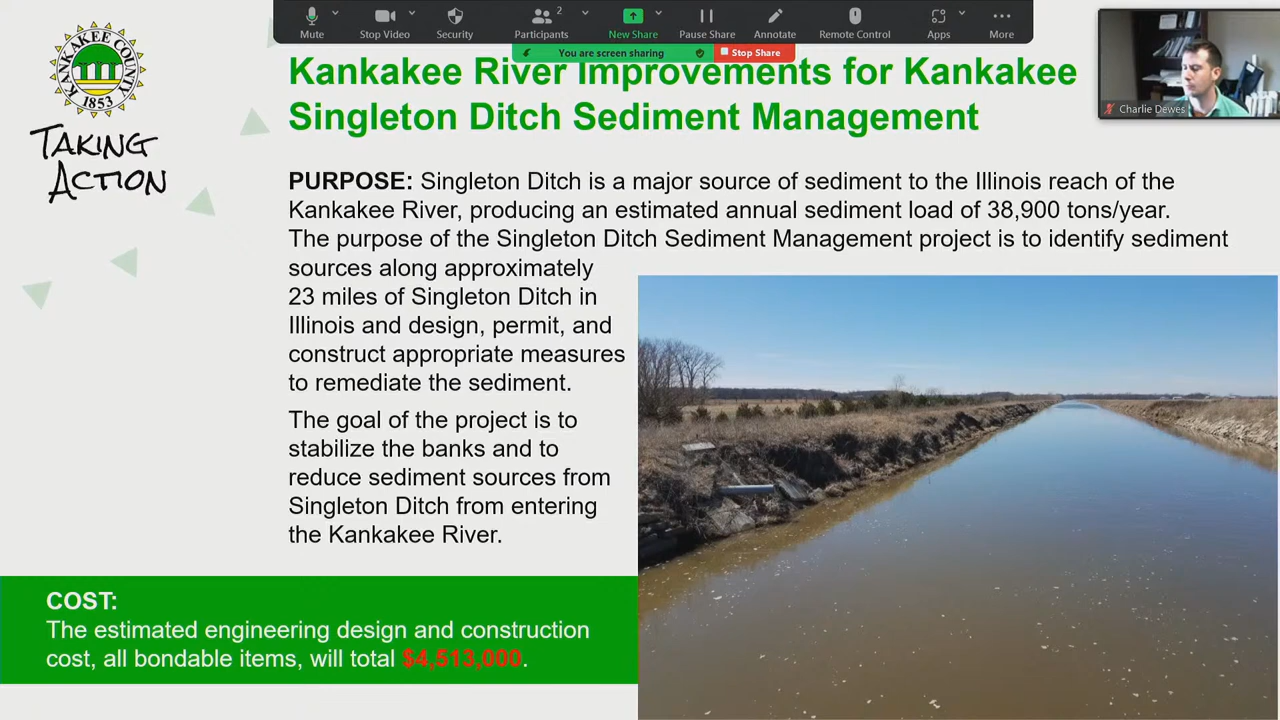 Mute
Stop Video
Security
Participants
2
New Share
Pause Share
Annotate
Remote Control
Apps
More
You are screen sharing
Stop Share
Charlie Dewes
KANKAKEE COUNTY
1853
TAKING
ACTION
Kankakee River Improvements for Kankakee
Singleton Ditch Sediment Management
PURPOSE: Singleton Ditch is a major source of sediment to the Illinois reach of the
Kankakee River, producing an estimated annual sediment load of 38,900 tons/year.
The purpose of the Singleton Ditch Sediment Management project is to identify sediment
sources along approximately
23 miles of Singleton Ditch in
Illinois and design, permit, and
construct appropriate measures
to remediate the sediment.
The goal of the project is to
stabilize the banks and to
reduce sediment sources from
Singleton Ditch from entering
the Kankakee River.
COST:
The estimated engineering design and construction
cost, all bondable items, will total $4,513,000.